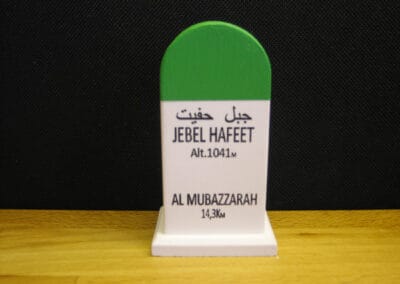 جبل حفيت
JEBEL HAFEET
Alt.1041M
AL MUBAZZARAH
14,3KM